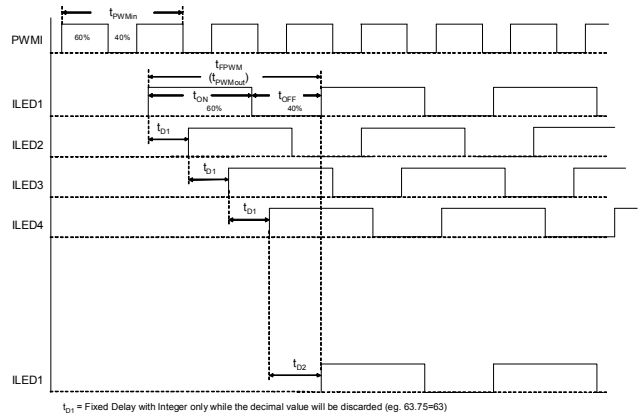 tPWMin
PWMI
60%
40%
tFPWM
(tPWMout)
tON
tOFF
60%
40%
ILED1
tD1
ILED2
tD1
ILED3
tD1
ILED4
tD2
ILED1
tD1 = Fixed Delay with Integer only while the decimal value will be discarded (eg. 63.75=63)